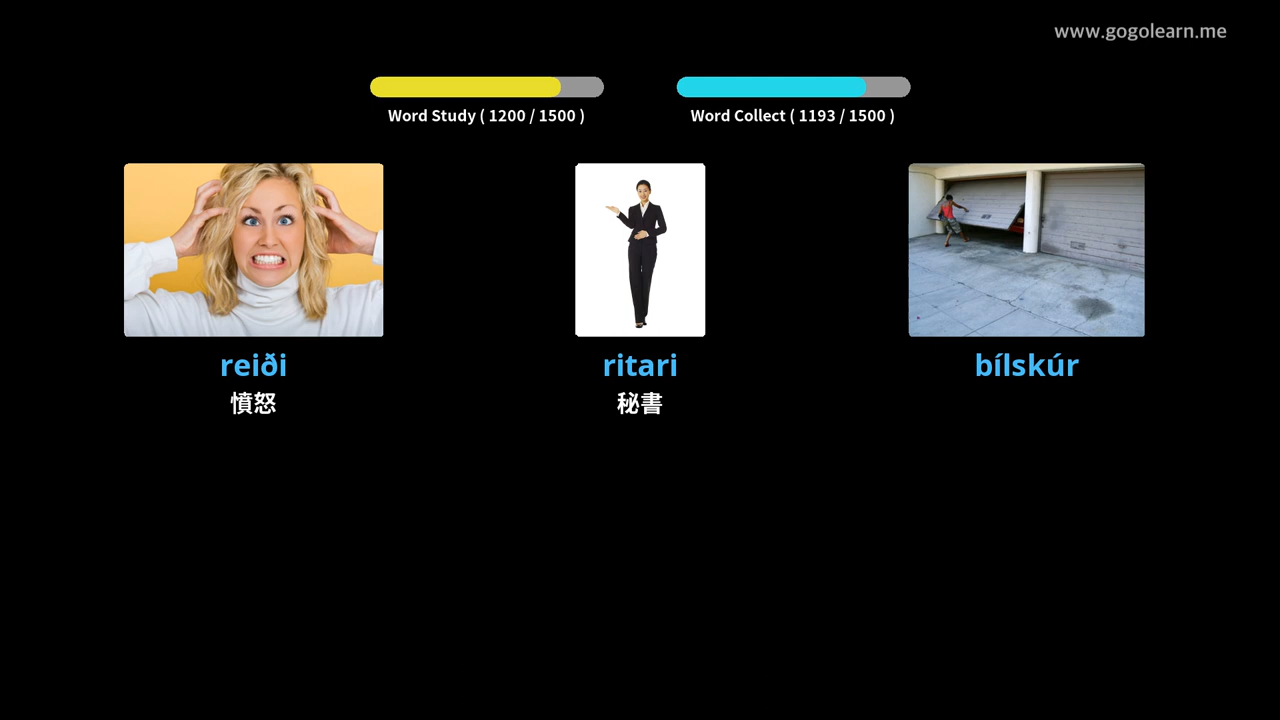 www.gogolearn.me
Word Study ( 1200 / 1500 )
Word Collect ( 1193 / 1500 )
reiði
憤怒
ritari
秘書
bílskúr